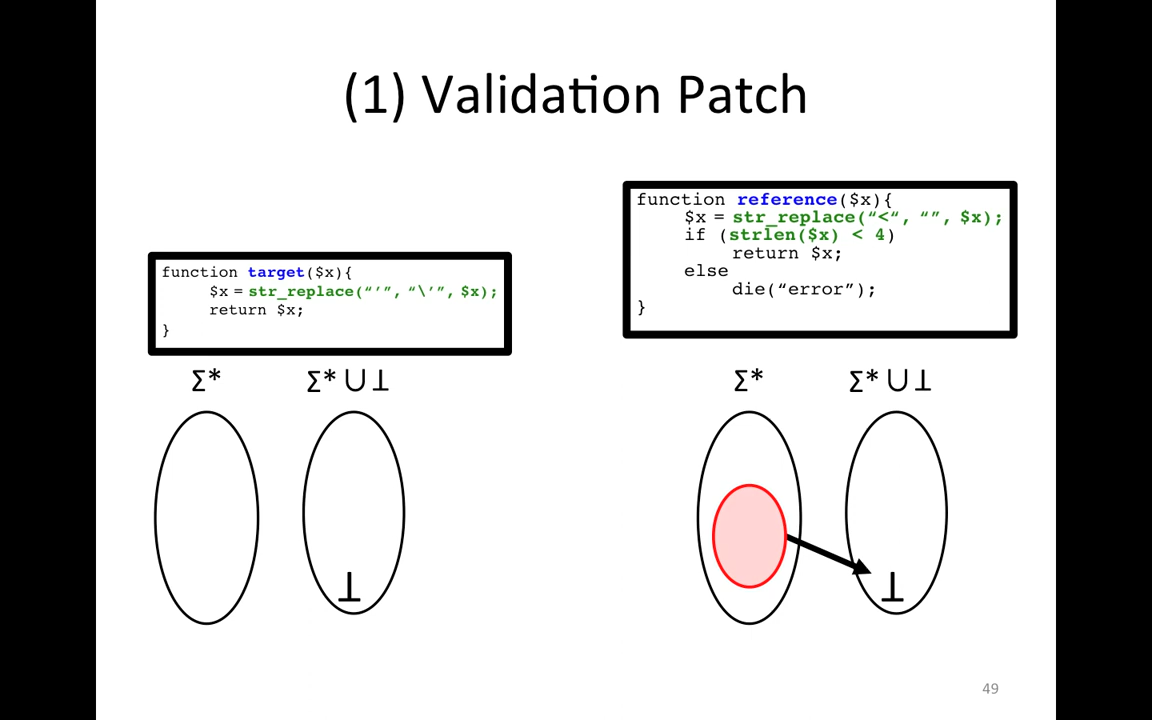 (1) Validation Patch
function target($x){
$x = str_replace(“’”, “\’”, $x);
return $x;
}
function reference($x){
$x = str_replace(“<“, “”, $x);
if (strlen($x) < 4)
return $x;
else
die(“error”);
}
Σ* Σ* ∪ ⊥ Σ* Σ* ∪ ⊥
⊥ ⊥
49